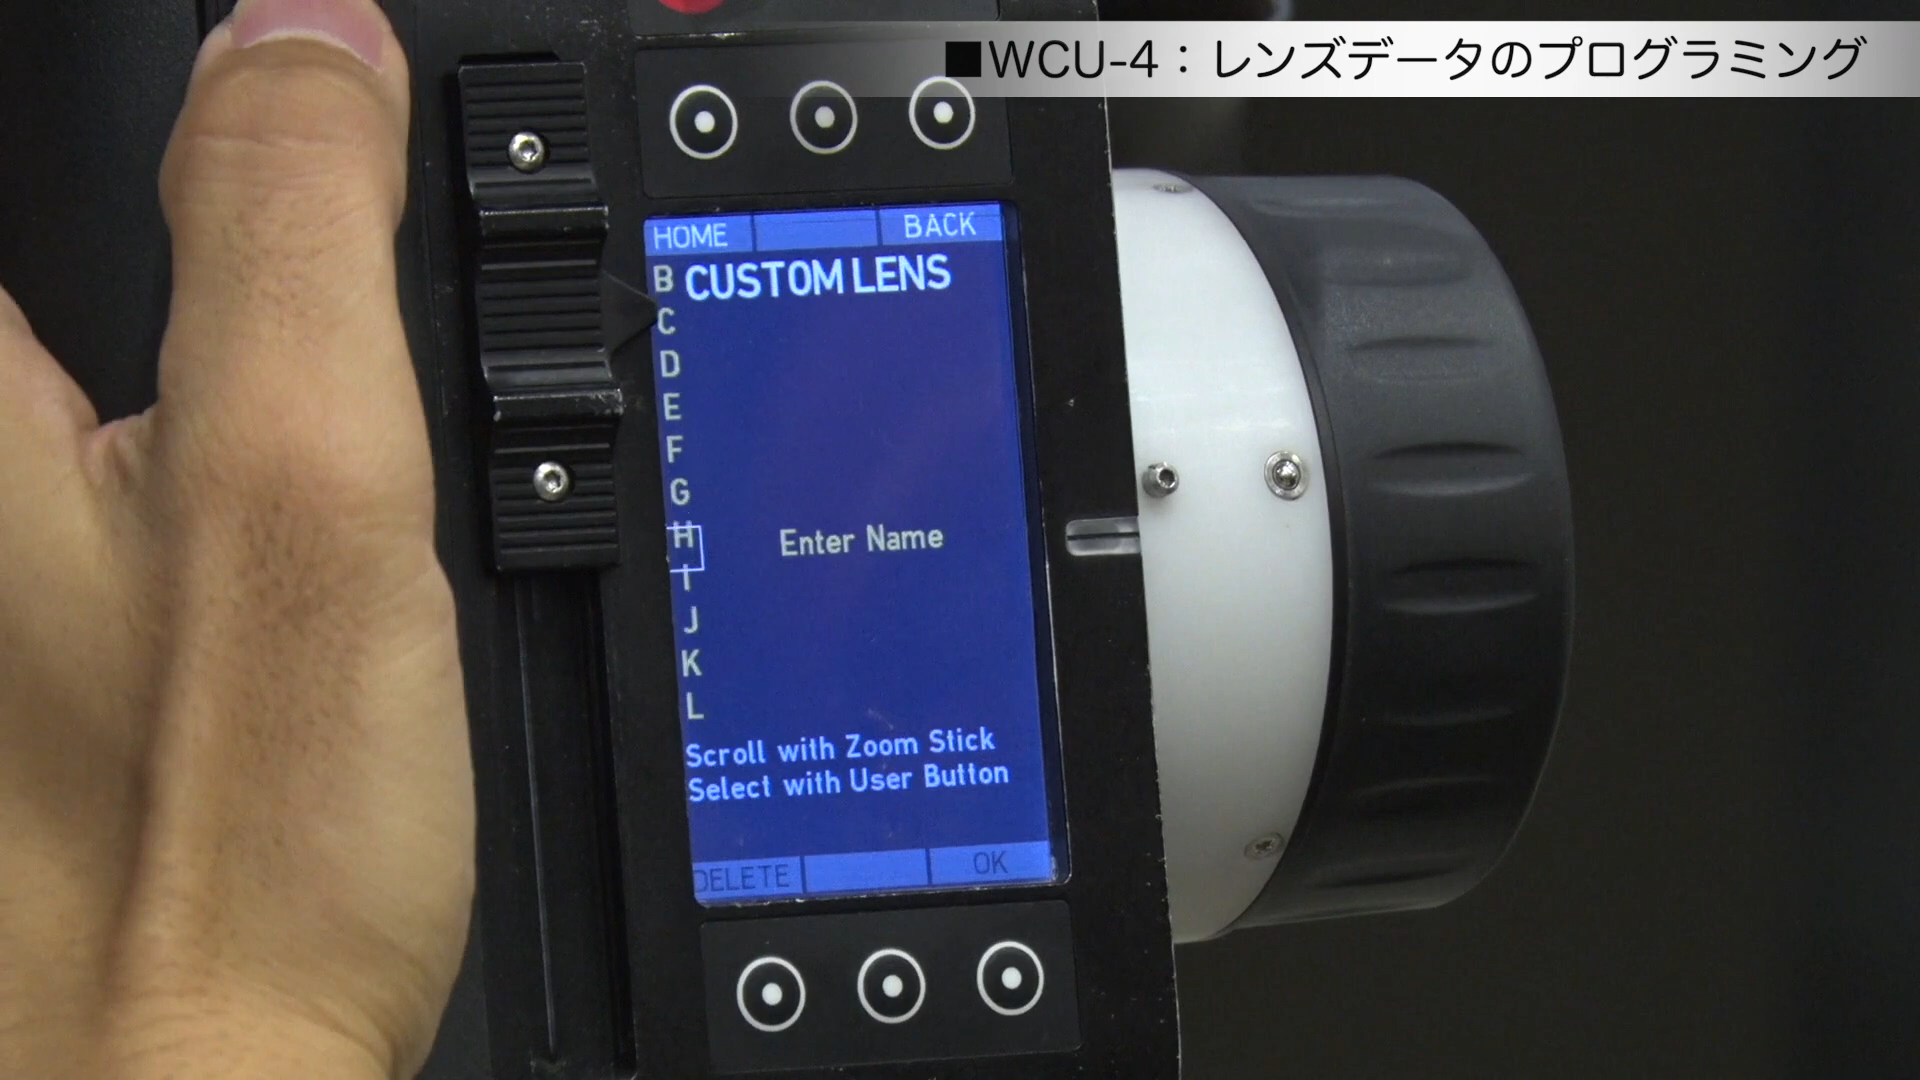 ■WCU-4：レンズデータのプログラミング
HOME BACK
CUSTOM LENS
B
C
D
E
F
G
H
I
J
K
L
Enter Name
Scroll with Zoom Stick
Select with User Button
DELETE OK